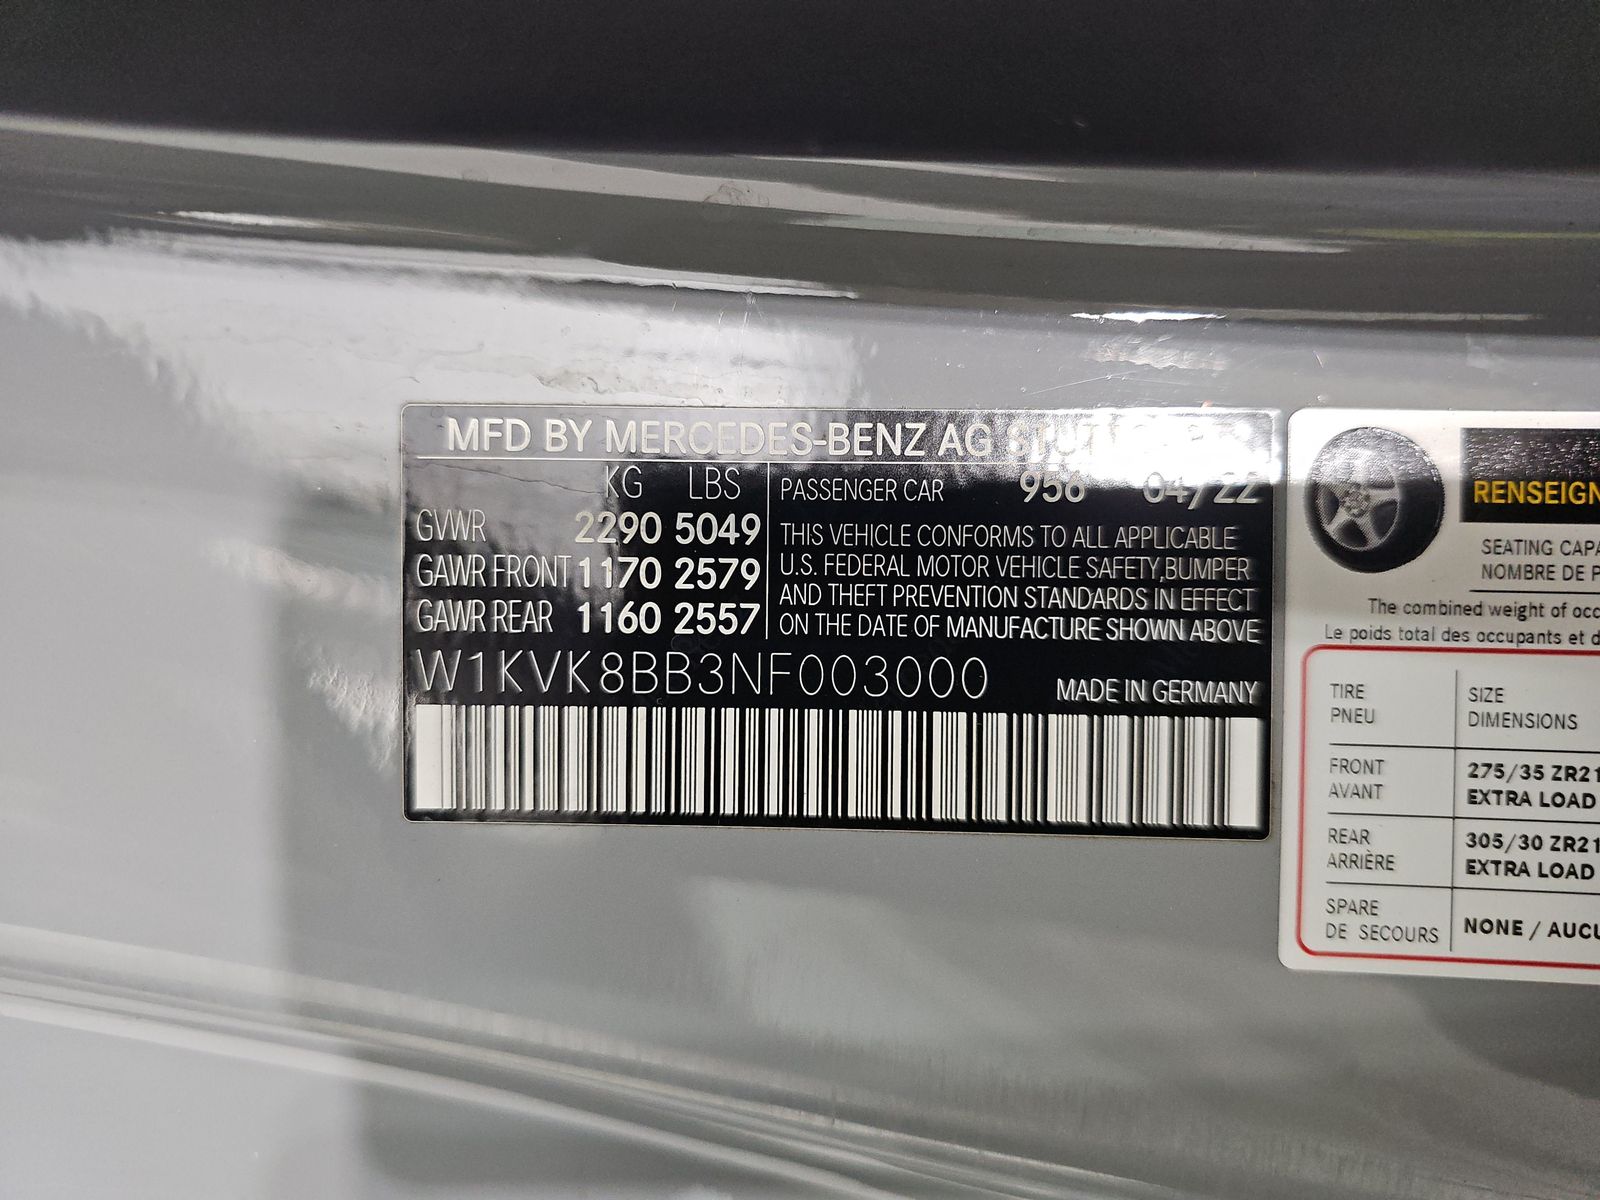 MFD BY MERCEDES-BENZ AG
KG LBS
GVWR 2290 5049
GAWR FRONT 1170 2579
GAWR REAR 1160 2557
PASSENGER CAR 956 04/22
THIS VEHICLE CONFORMS TO ALL APPLICABLE
U.S. FEDERAL MOTOR VEHICLE SAFETY,BUMPER
AND THEFT PREVENTION STANDARDS IN EFFECT
ON THE DATE OF MANUFACTURE SHOWN ABOVE
W1KVK8BB3NF003000
MADE IN GERMANY
SEATING
NOMBRE DE
The combined weight of
Le poids total des occupants et
TIRE SIZE
PNEU DIMENSIONS
FRONT 275/35 ZR21
AVANT EXTRA LOAD
REAR 305/30 ZR21
ARRIÈRE EXTRA LOAD
SPARE NONE /
DE SECOURS